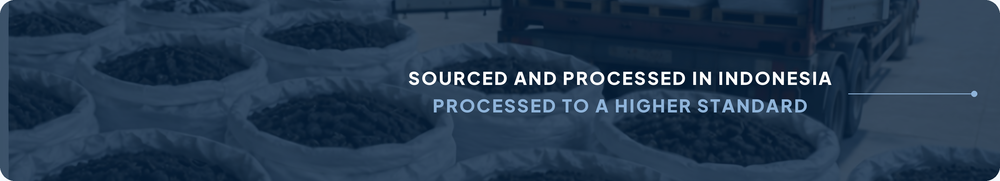 SOURCED AND PROCESSED IN INDONESIA
PROCESSED TO A HIGHER STANDARD